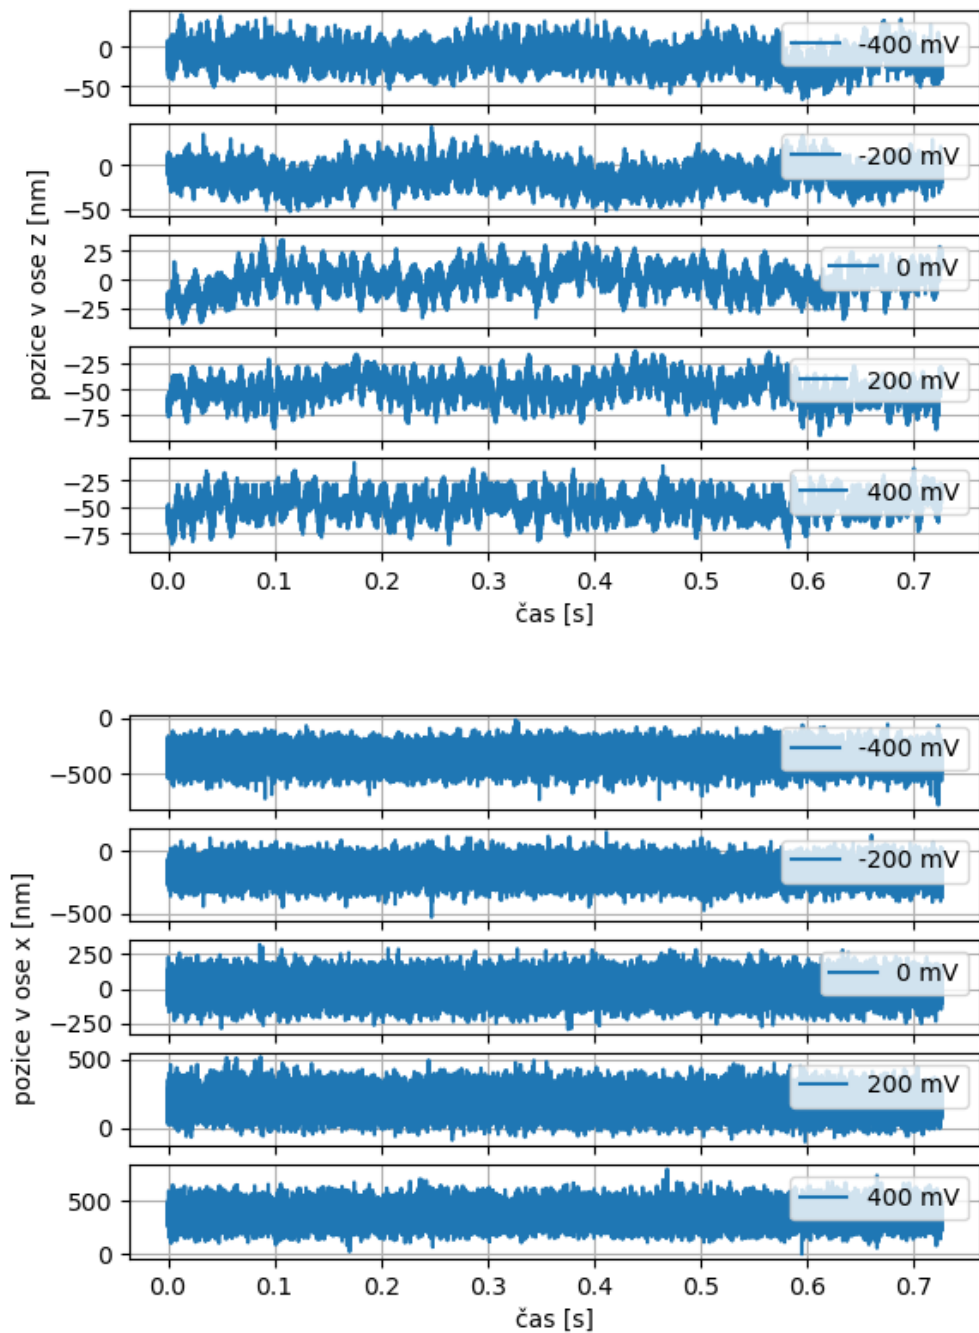 0
−50
-400 mV
0
−50
-200 mV
25
0
−25
0 mV
−25
−50
−75
200 mV
−25
−50
−75
400 mV
pozice v ose z [nm]
0.0 0.1 0.2 0.3 0.4 0.5 0.6 0.7
čas [s]
0
−500
-400 mV
0
−500
-200 mV
250
0
−250
0 mV
500
0
200 mV
500
0
400 mV
pozice v ose x [nm]
0.0 0.1 0.2 0.3 0.4 0.5 0.6 0.7
čas [s]